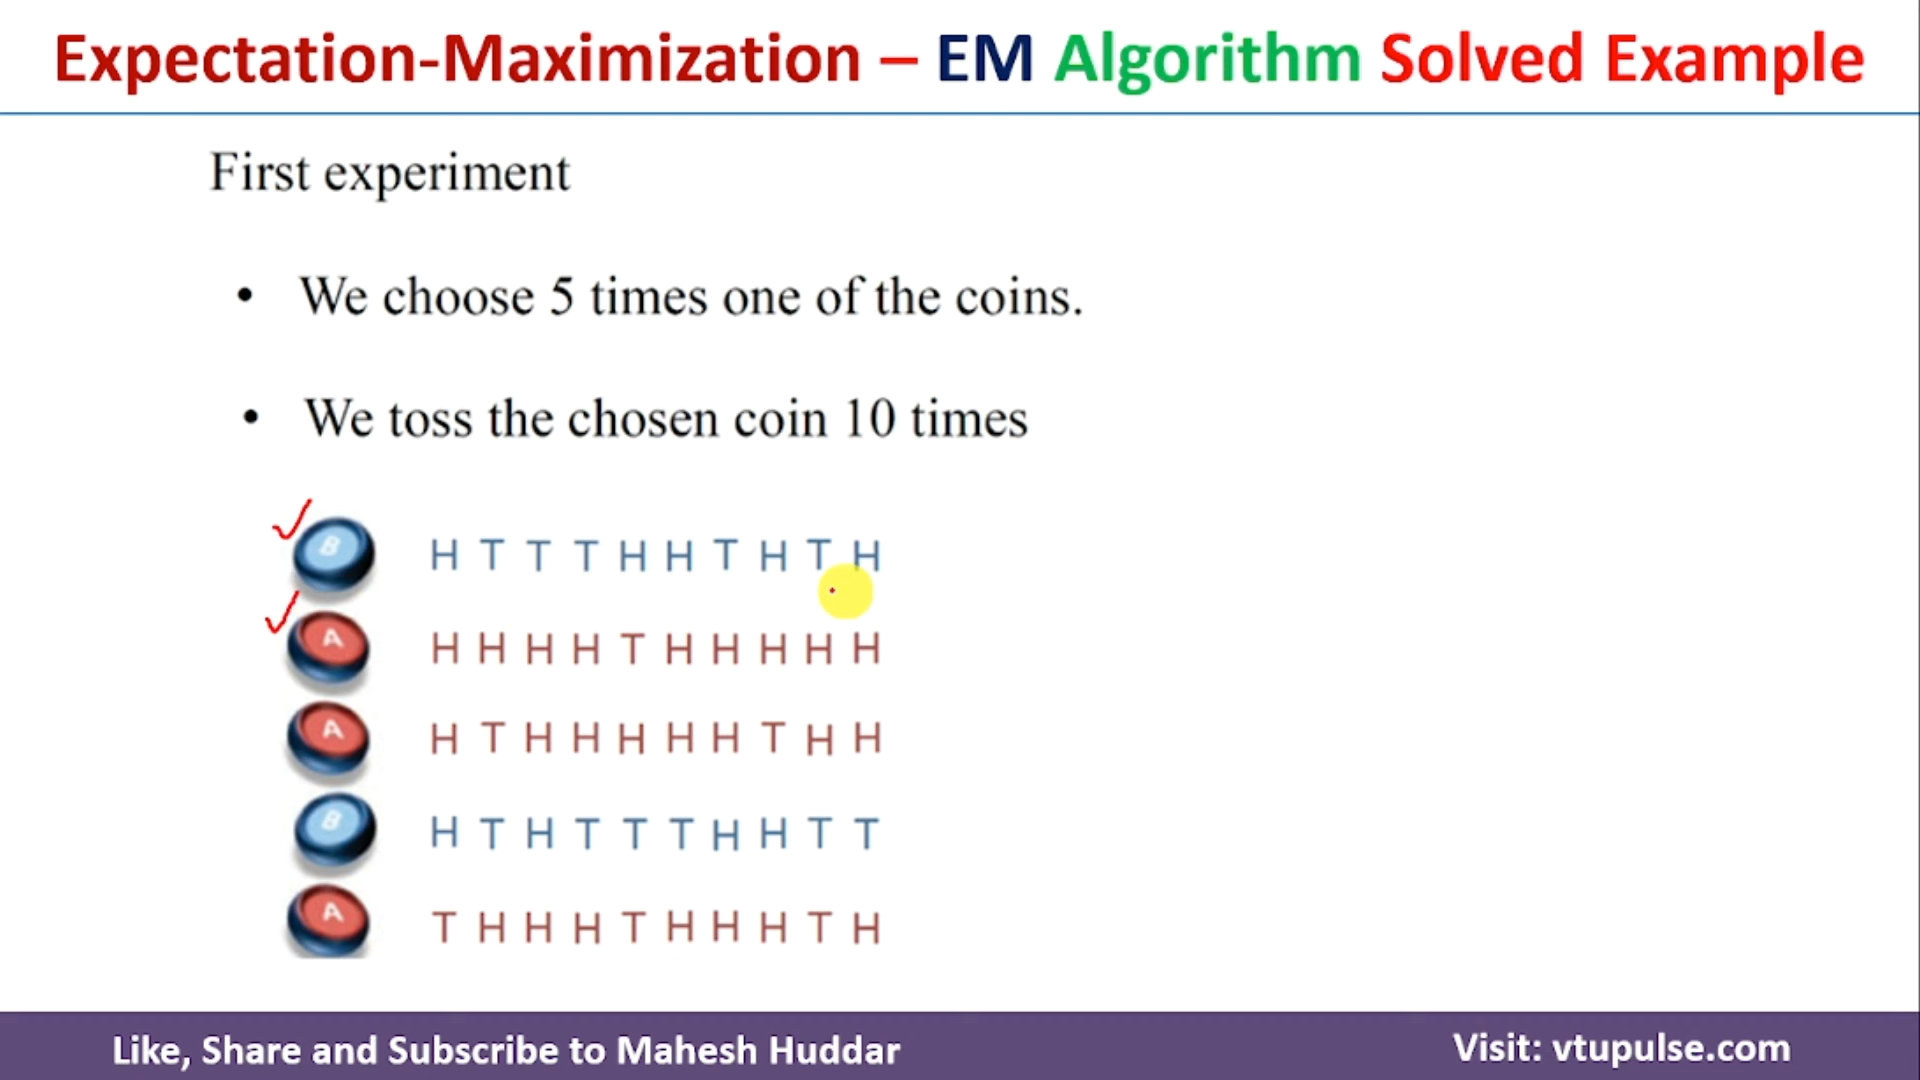 Expectation-Maximization – EM Algorithm Solved Example
First experiment
• We choose 5 times one of the coins.
• We toss the chosen coin 10 times
B H T T T H H T H T H
A H H H H T H H H H H
A H T H H H H H T H H
B H T H T T T H H T T
A T H H H T H H H T H
Like, Share and Subscribe to Mahesh Huddar
Visit: vtupulse.com